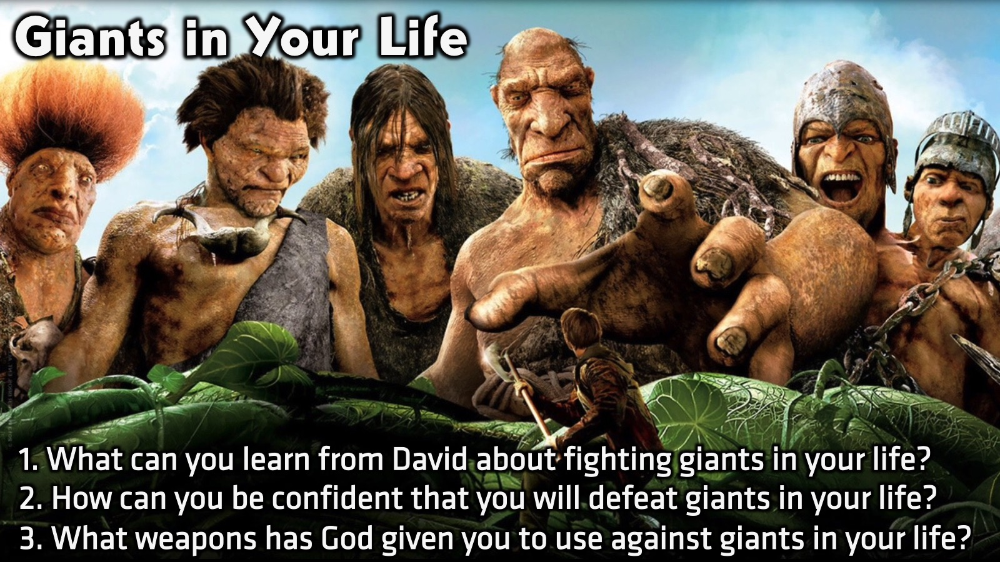 Giants in Your Life
1. What can you learn from David about fighting giants in your life?
2. How can you be confident that you will defeat giants in your life?
3. What weapons has God given you to use against giants in your life?